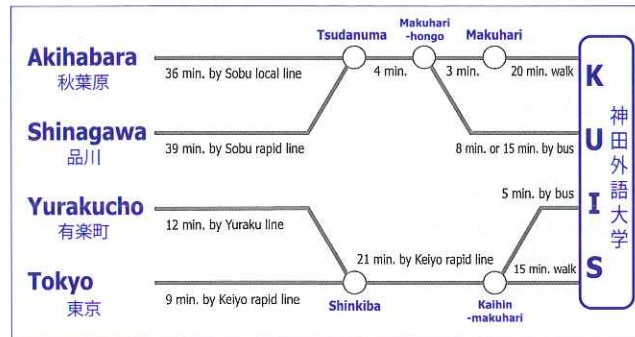 Tsudanuma
Makuhari
-hongo
Makuhari
Akihabara
秋葉原
36 min. by Sobu local line
4 min.
3 min.
20 min. walk
Shinagawa
品川
39 min. by Sobu rapid line
8 min. or 15 min. by bus
Yurakucho
有楽町
12 min. by Yuraku line
5 min. by bus
21 min. by Keiyo rapid line
Tokyo
東京
9 min. by Keiyo rapid line
15 min. walk
Shinkiba
Kaihin
-makuhari
K
U
I
S
神田外語大学